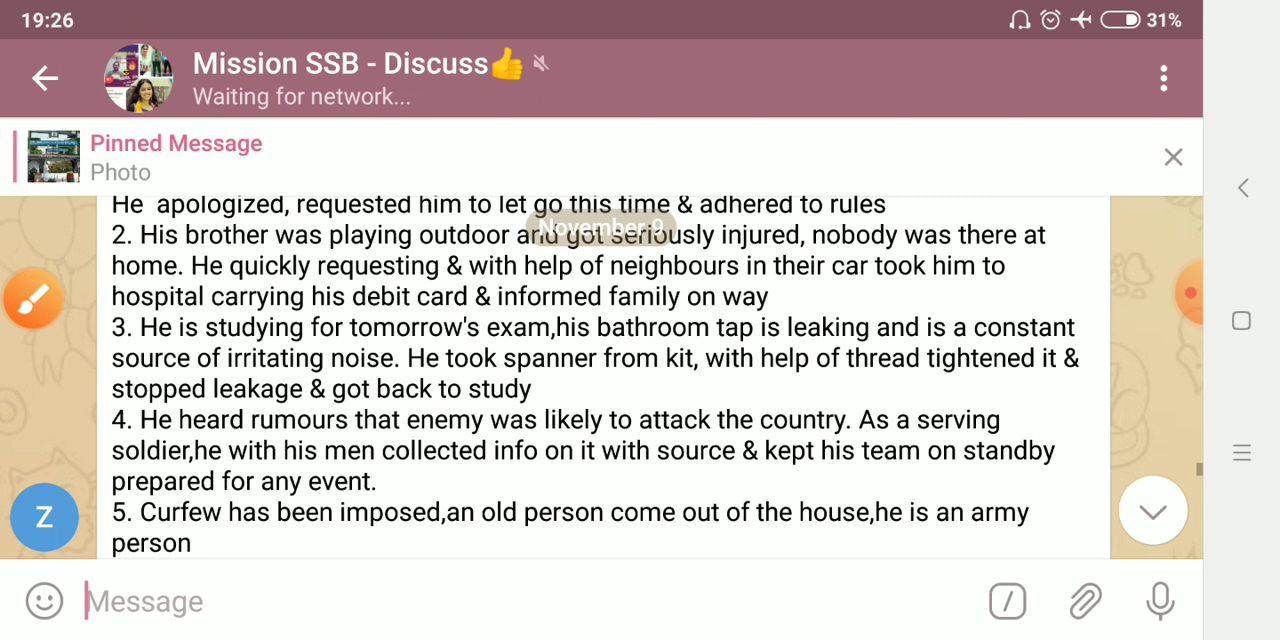 19:26
31%
Mission SSB - Discuss👍
Waiting for network...
Pinned Message
Photo
He apologized, requested him to let go this time & adhered to rules
November 9
2. His brother was playing outdoor and got seriously injured, nobody was there at
home. He quickly requesting & with help of neighbours in their car took him to
hospital carrying his debit card & informed family on way
3. He is studying for tomorrow's exam,his bathroom tap is leaking and is a constant
source of irritating noise. He took spanner from kit, with help of thread tightened it &
stopped leakage & got back to study
4. He heard rumours that enemy was likely to attack the country. As a serving
soldier,he with his men collected info on it with source & kept his team on standby
prepared for any event.
5. Curfew has been imposed,an old person come out of the house,he is an army
person
Z
Message